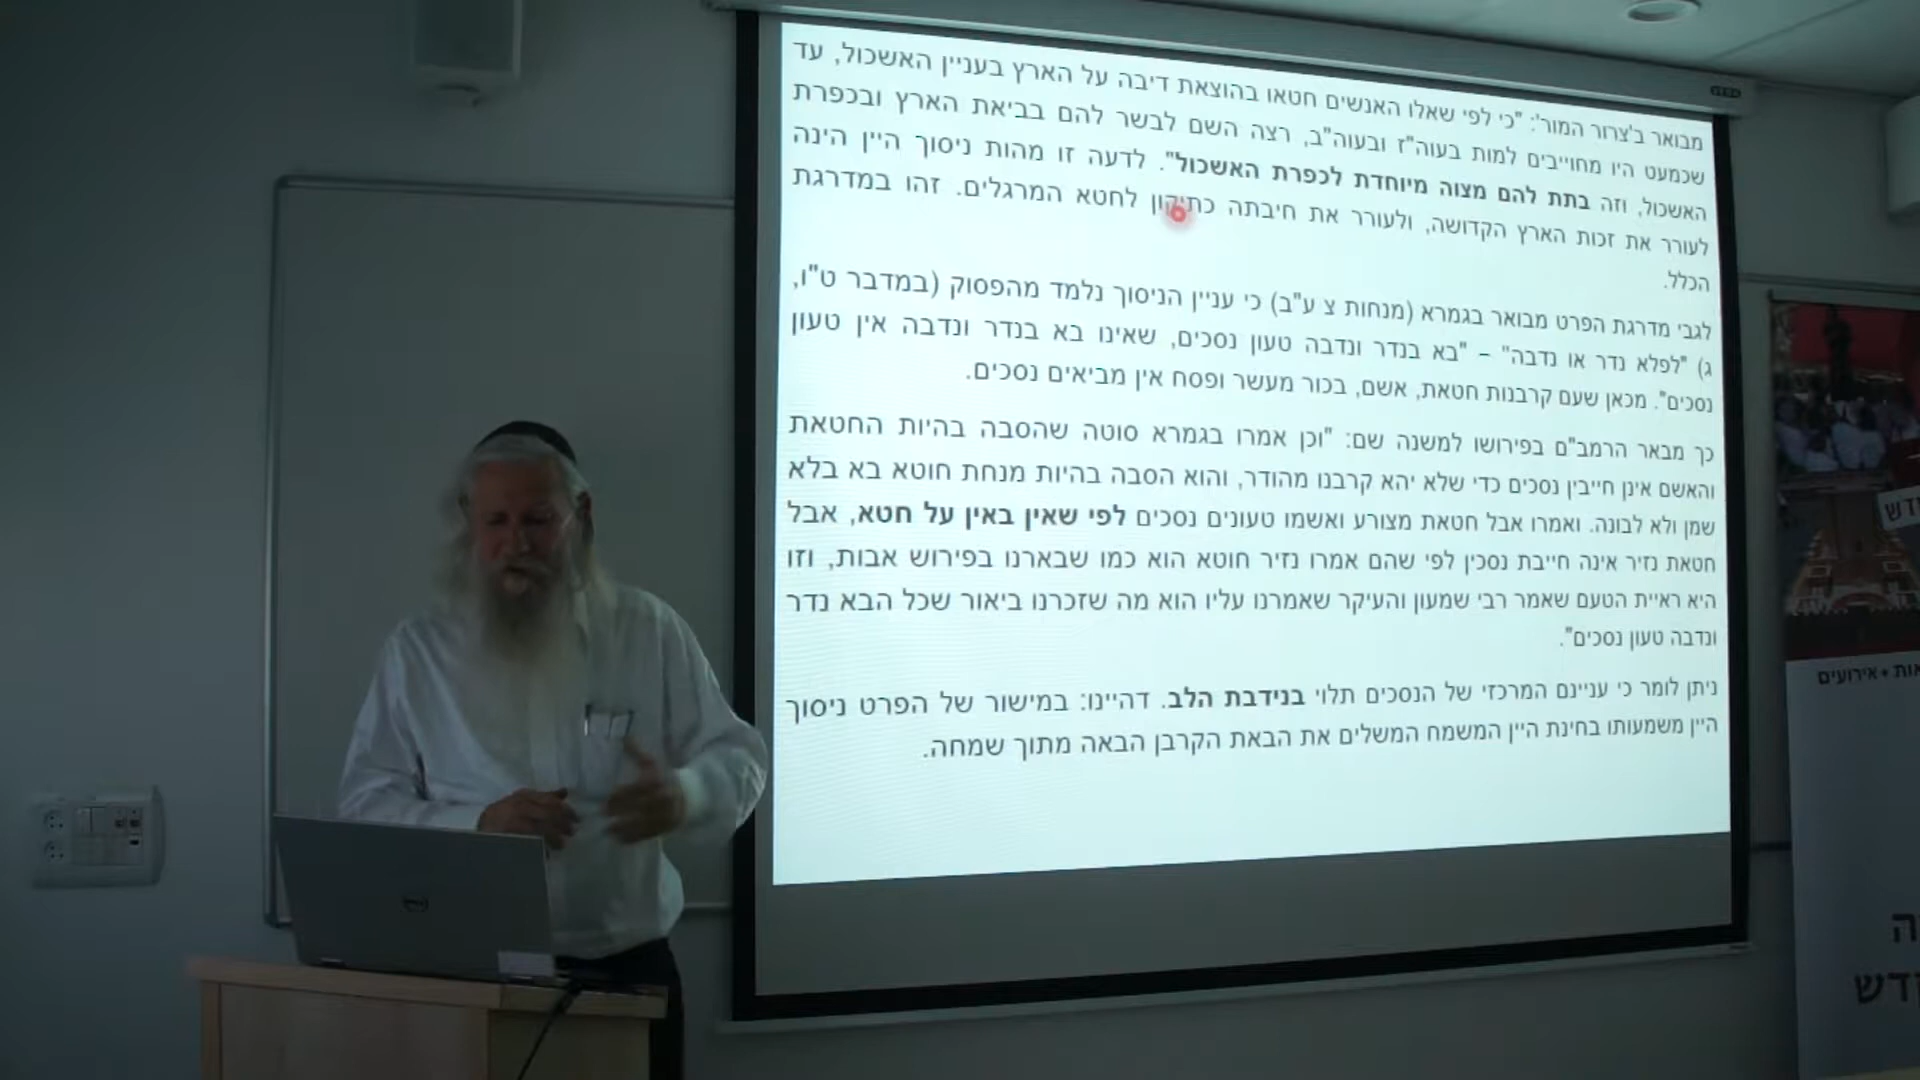 מבואר ב'צרור המור': "כי לפי שאלו האנשים חטאו בהוצאת דיבה על הארץ בעניין האשכול, עד
שכמעט היו מחוייבים למות בעוה"ז ובעוה"ב, רצה השם לבשר להם בביאת הארץ ובכפרת
האשכול, וזה בתת להם מצוה מיוחדת לכפרת האשכול". לדעה זו מהות ניסוך היין הינה
לעורר את זכות הארץ הקדושה, ולעורר את חיבתה כתיקון לחטא המרגלים. זהו במדרגת
הכלל.
לגבי מדרגת הפרט מבואר בגמרא (מנחות צ ע"ב) כי עניין הניסוך נלמד מהפסוק (במדבר ט"ו,
ג) "לפלא נדר או נדבה" – "בא בנדר ונדבה טעון נסכים, שאינו בא בנדר ונדבה אין טעון
נסכים". מכאן שעם קרבנות חטאת, אשם, בכור מעשר ופסח אין מביאים נסכים.
כך מבאר הרמב"ם בפירושו למשנה שם: "וכן אמרו בגמרא סוטה שהסבה בהיות החטאת
והאשם אינן חייבין נסכים כדי שלא יהא קרבנו מהודר, והוא הסבה בהיות מנחת חוטא בא בלא
שמן ולא לבונה. ואמרו אבל חטאת מצורע ואשמו טעונים נסכים לפי שאין באין על חטא, אבל
חטאת נזיר אינה חייבת נסכין לפי שהם אמרו נזיר חוטא הוא כמו שבארנו בפירוש אבות, וזו
היא ראיית הטעם שאמר רבי שמעון והעיקר שאמרנו עליו הוא מה שזכרנו ביאור שכל הבא נדר
ונדבה טעון נסכים".
ניתן לומר כי עניינם המרכזי של הנסכים תלוי בנידבת הלב. דהיינו: במישור של הפרט ניסוך
היין משמעותו בחינת היין המשמח המשלים את הבאת הקרבן הבאה מתוך שמחה.
אירועים